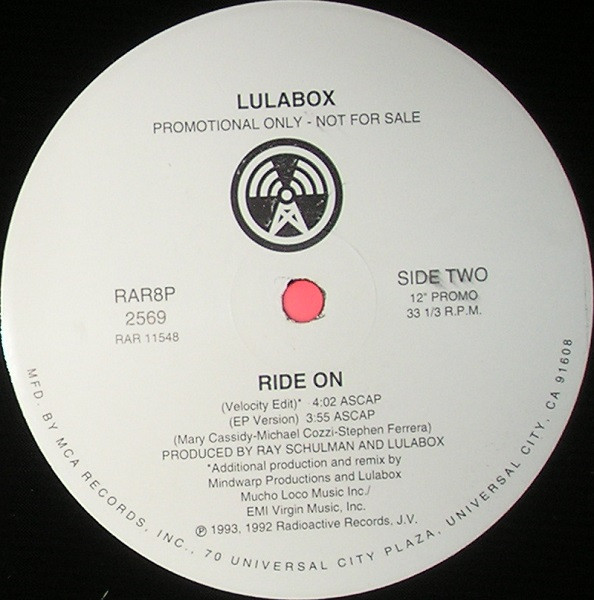 LULABOX
PROMOTIONAL ONLY - NOT FOR SALE
RAR8P
2569
RAR 11548
SIDE TWO
12" PROMO
33 1/3 R.P.M.
RIDE ON
(Velocity Edit)* 4:02 ASCAP
(EP Version) 3:55 ASCAP
(Mary Cassidy-Michael Cozzi-Stephen Ferrera)
PRODUCED BY RAY SCHULMAN AND LULABOX
*Additional production and remix by
Mindwarp Productions and Lulabox
Mucho Loco Music Inc./
EMI Virgin Music, Inc.
℗ 1993, 1992 Radioactive Records, J.V.
MFD. BY MCA RECORDS, INC., 70 UNIVERSAL CITY PLAZA, UNIVERSAL CITY, CA 91608